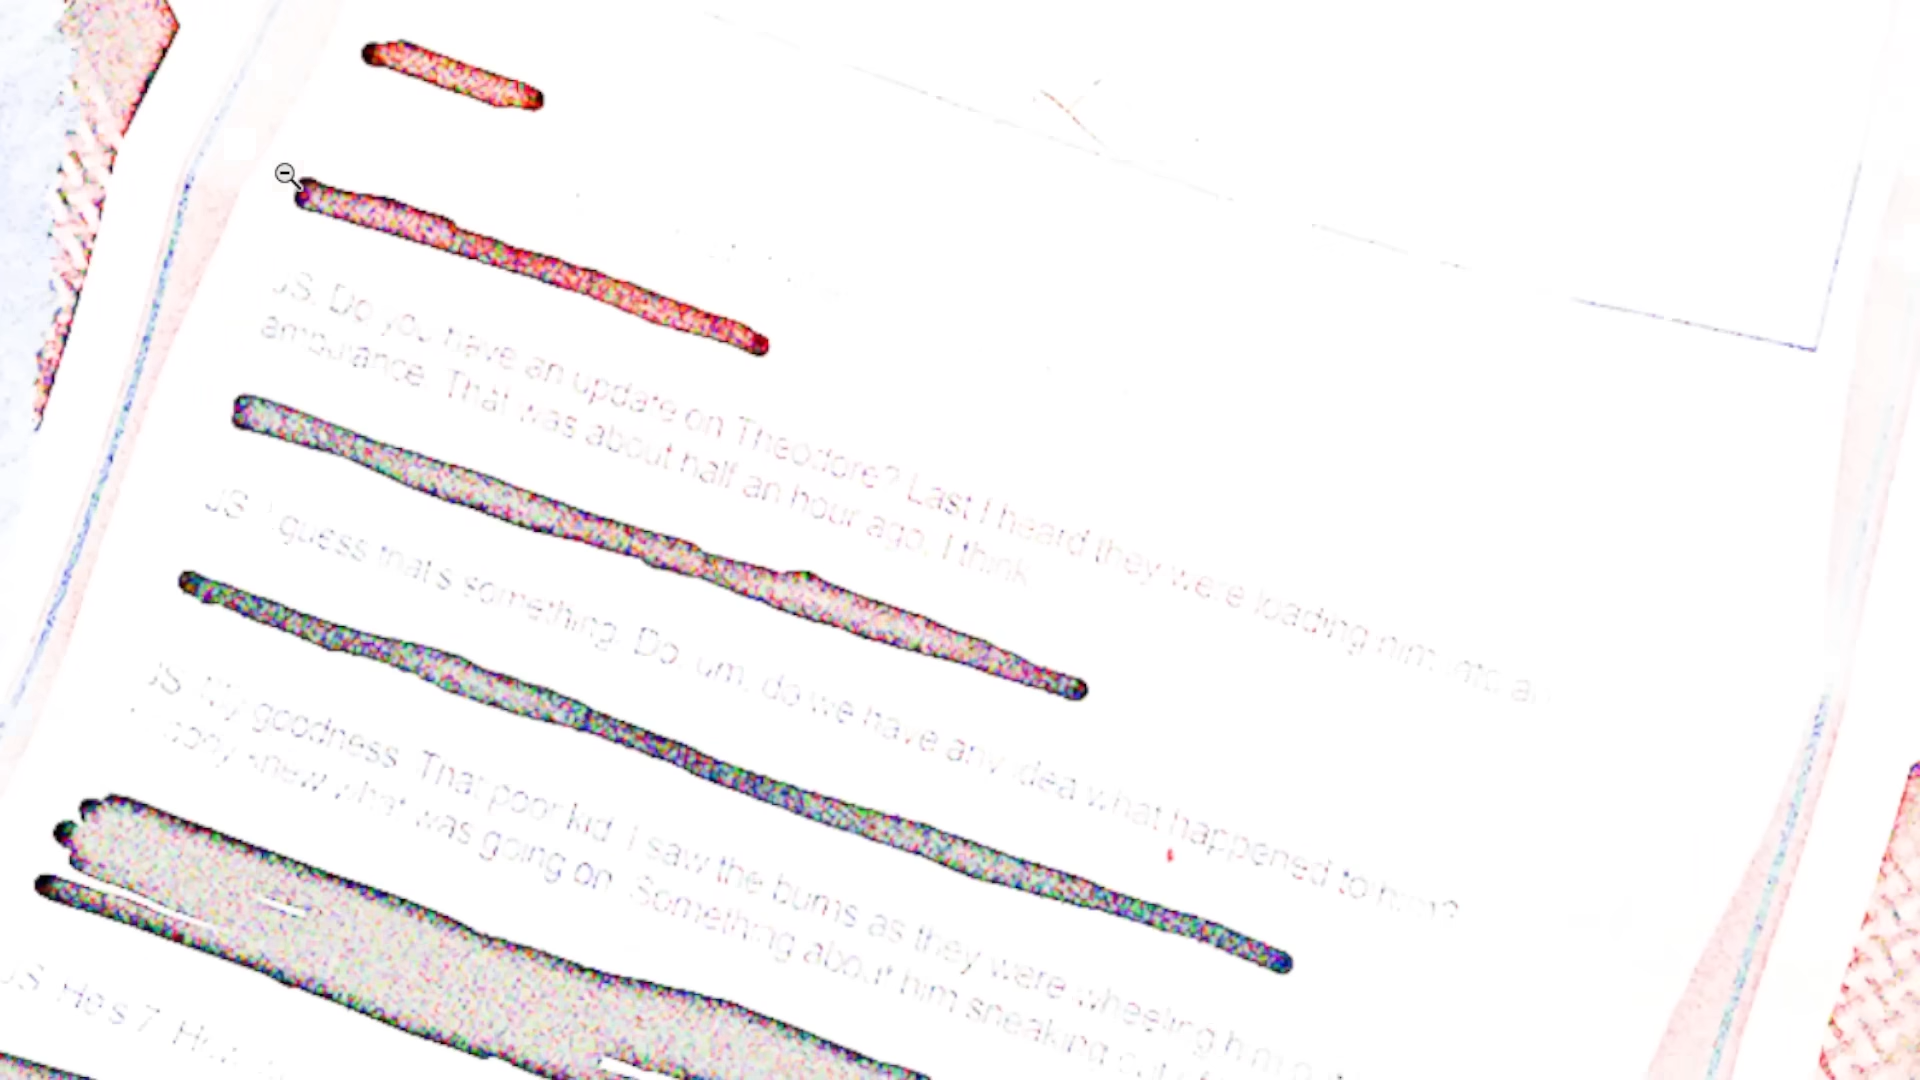 JS: Do you have an update on Theodore? Last I heard they were loading him into an
ambulance. That was about half an hour ago, I think
JS: I guess that's something. Do, um, do we have any idea what happened to him?
JS: My goodness. That poor kid. I saw the burns as they were wheeling him
knew what was going on. Something about him sneaking out of
JS: He's 7.